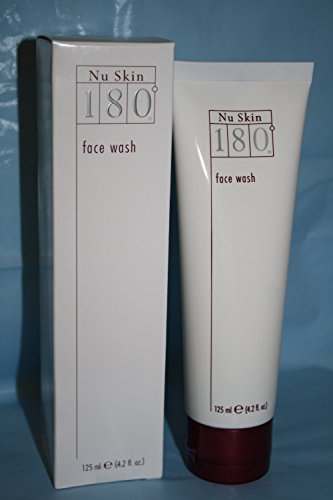 Nu Skin
180°
face wash
125 ml e (4.2 fl. oz.)
Nu Skin
180°
face wash
125 ml e (4.2 fl. oz.)